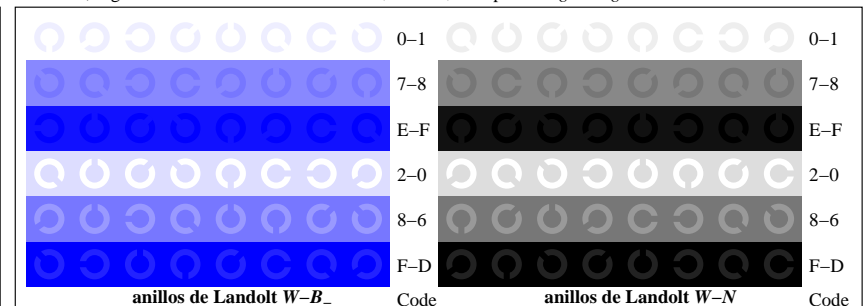 0–1 0–1
7–8 7–8
E–F E–F
2–0 2–0
8–6 8–6
F–D F–D
anillos de Landolt W–B_ Code anillos de Landolt W–N Code